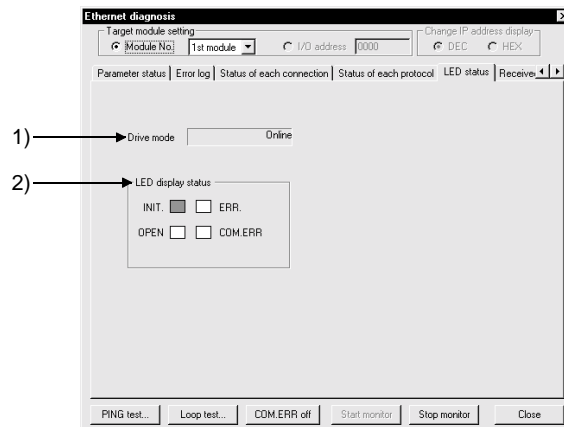 Ethernet diagnosis
Target module setting
Module No. 1st module I/O address 0000
Change IP address display
DEC HEX
Parameter status Error log Status of each connection Status of each protocol LED status Receive
1) Drive mode Online
2) LED display status
INIT. ERR.
OPEN COM.ERR
PING test... Loop test... COM.ERR off Start monitor Stop monitor Close